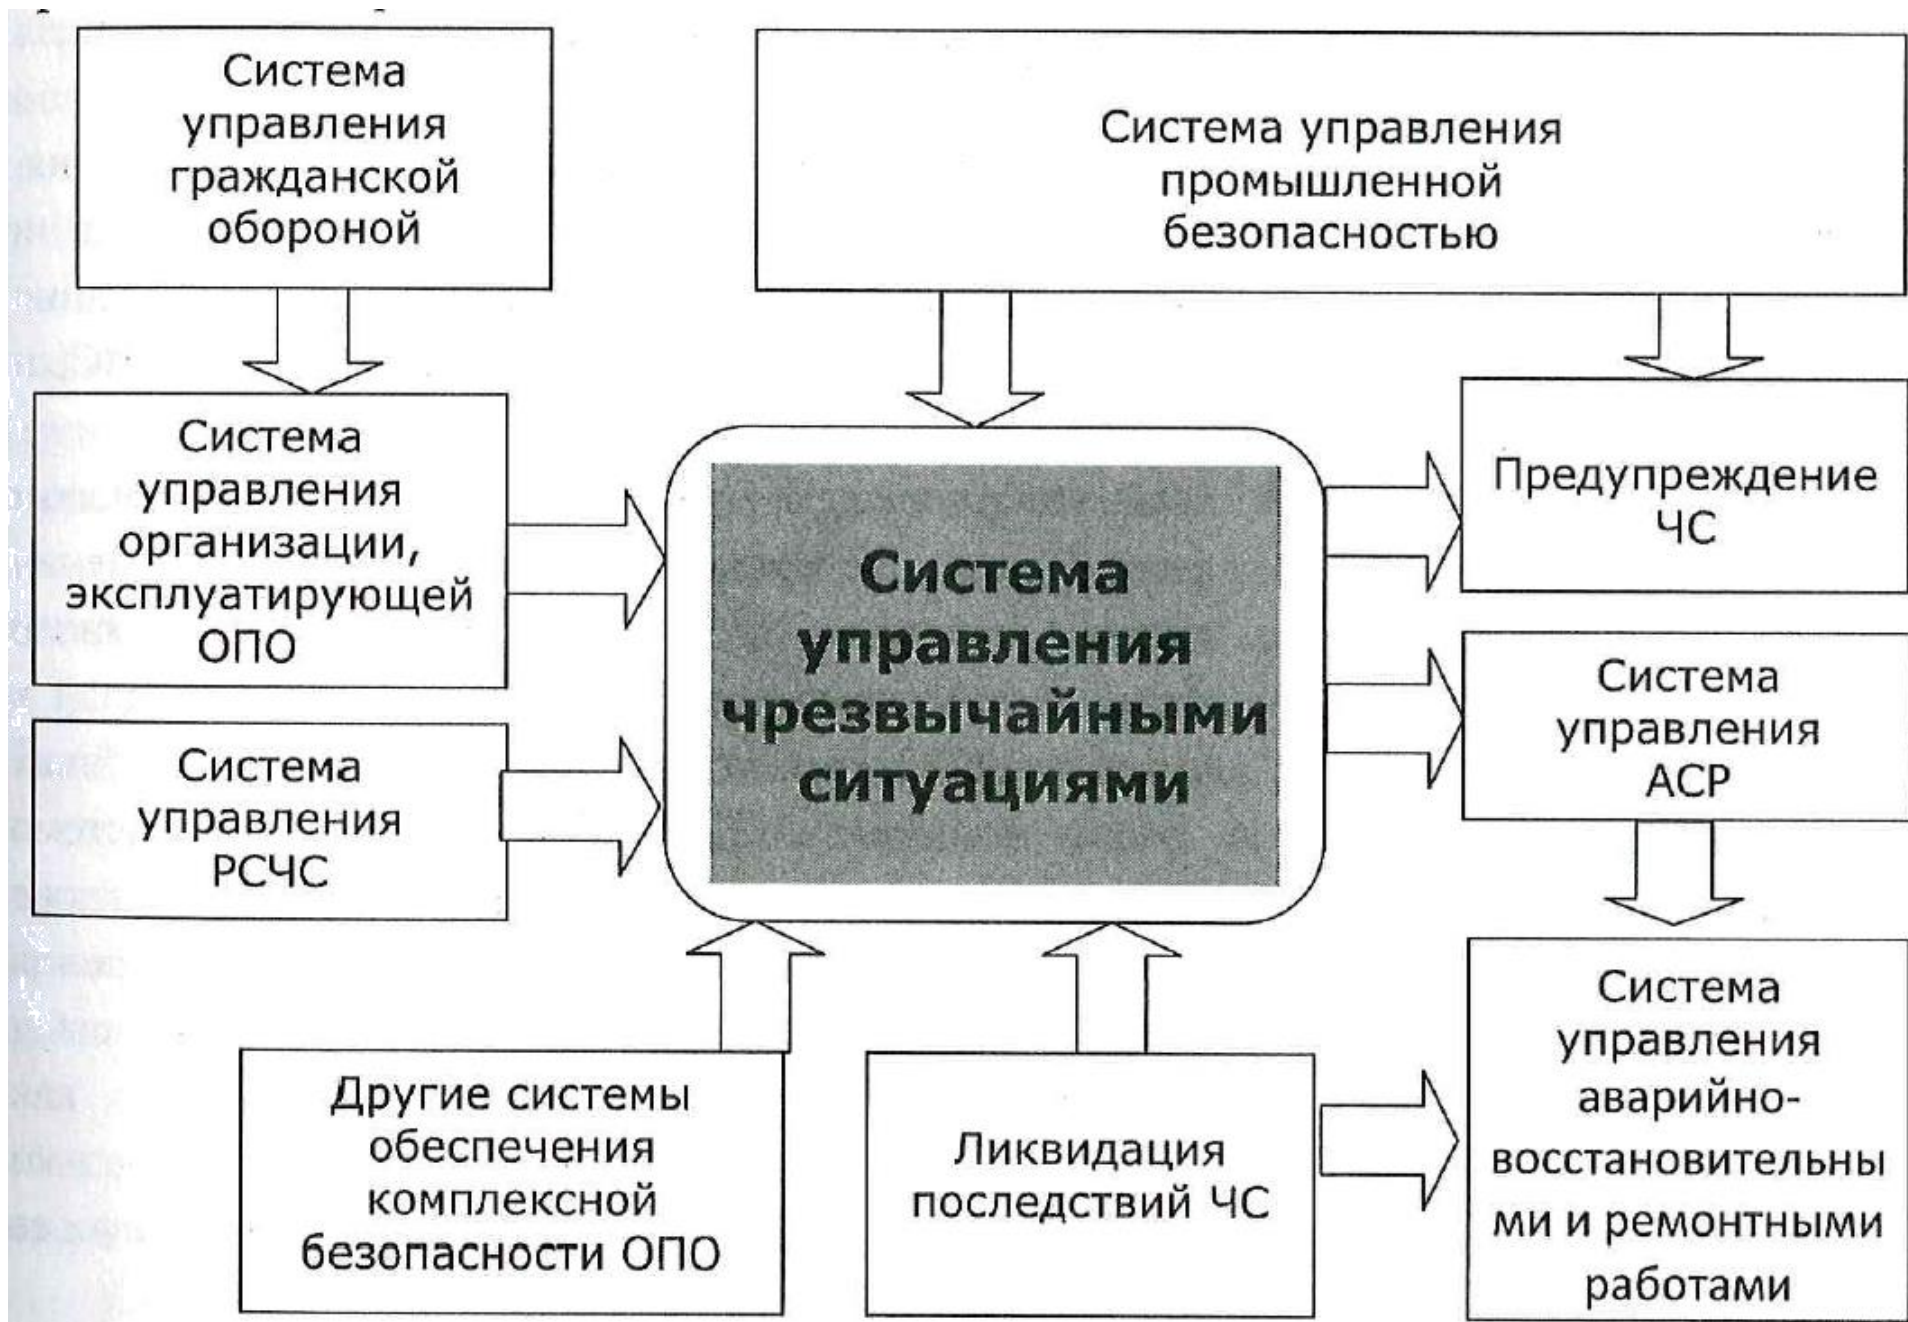 Система
управления
гражданской
обороной
Система управления
промышленной
безопасностью
Система
управления
организации,
эксплуатирующей
ОПО
Система
управления
чрезвычайными
ситуациями
Предупреждение
ЧС
Система
управления
РСЧС
Система
управления
АСР
Другие системы
обеспечения
комплексной
безопасности ОПО
Ликвидация
последствий ЧС
Система
управления
аварийно-
восстановительны
ми и ремонтными
работами